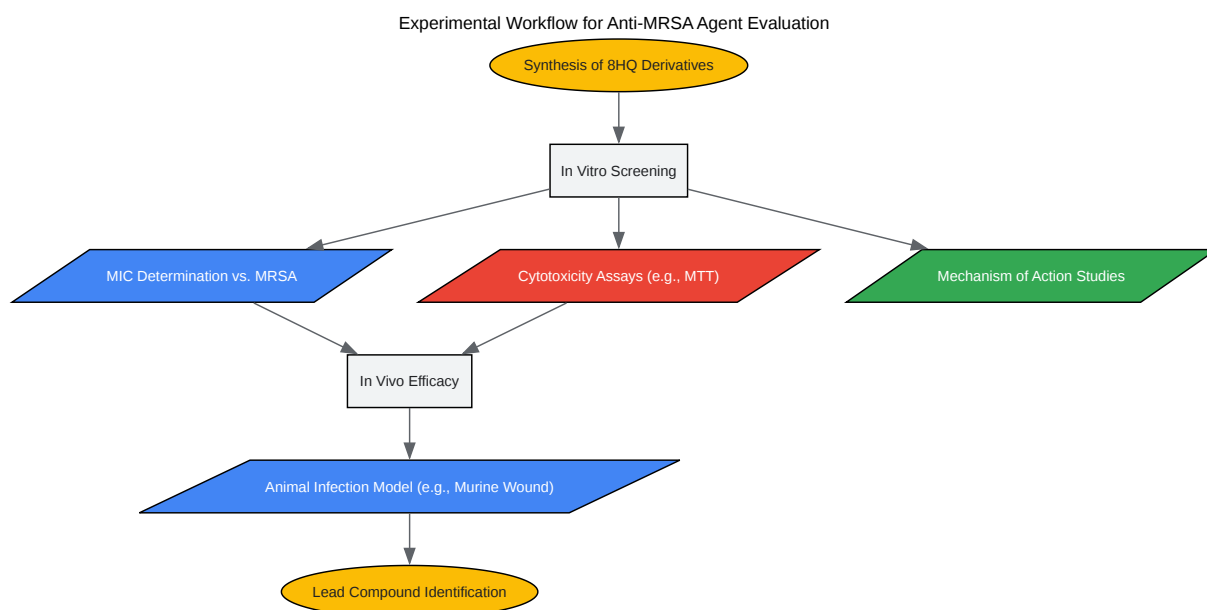 Experimental Workflow for Anti-MRSA Agent Evaluation
Synthesis of 8HQ Derivatives
In Vitro Screening
MIC Determination vs. MRSA
Cytotoxicity Assays (e.g., MTT)
Mechanism of Action Studies
In Vivo Efficacy
Animal Infection Model (e.g., Murine Wound)
Lead Compound Identification